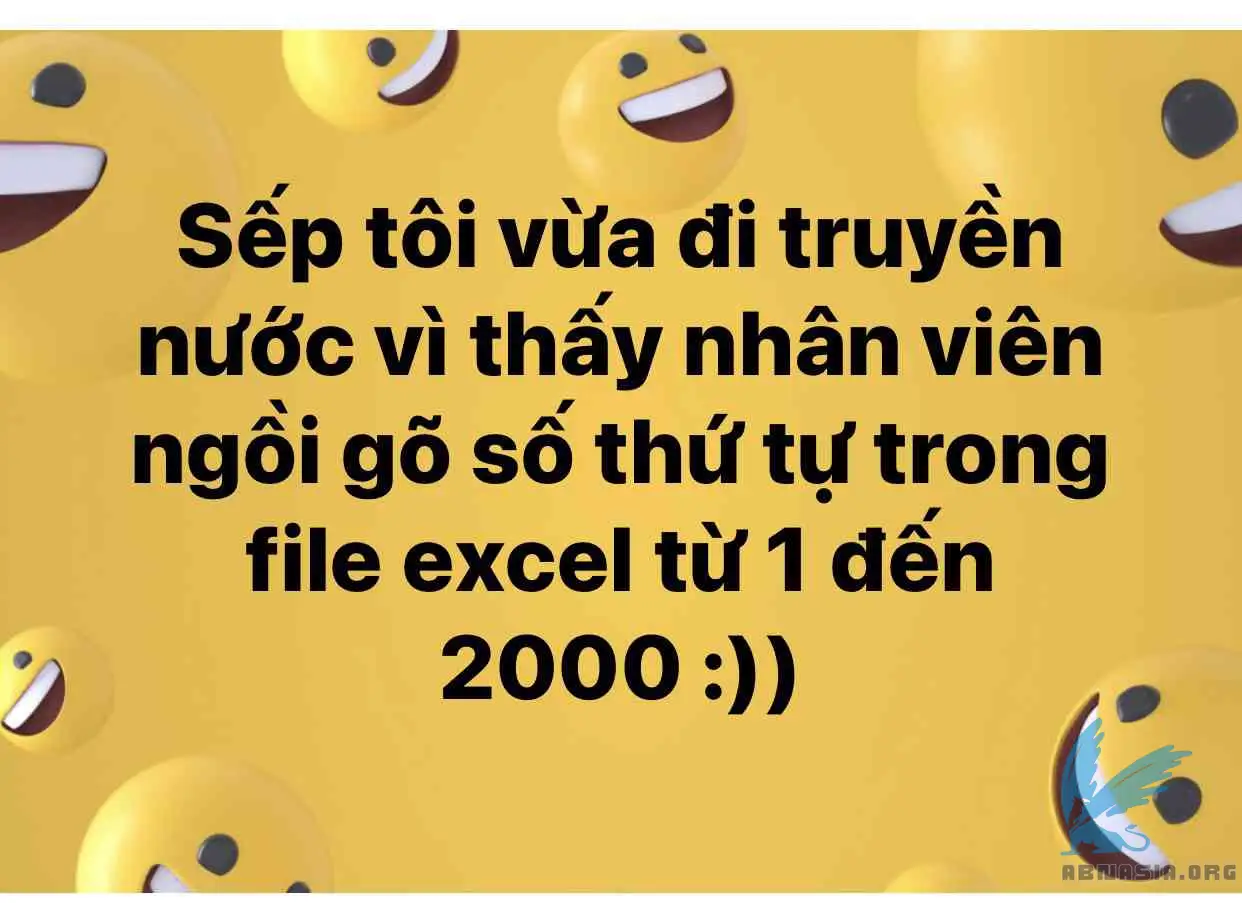 Sếp tôi vừa đi truyền
nước vì thấy nhân viên
ngồi gõ số thứ tự trong
file excel từ 1 đến
2000 :))
ABNASIA.ORG